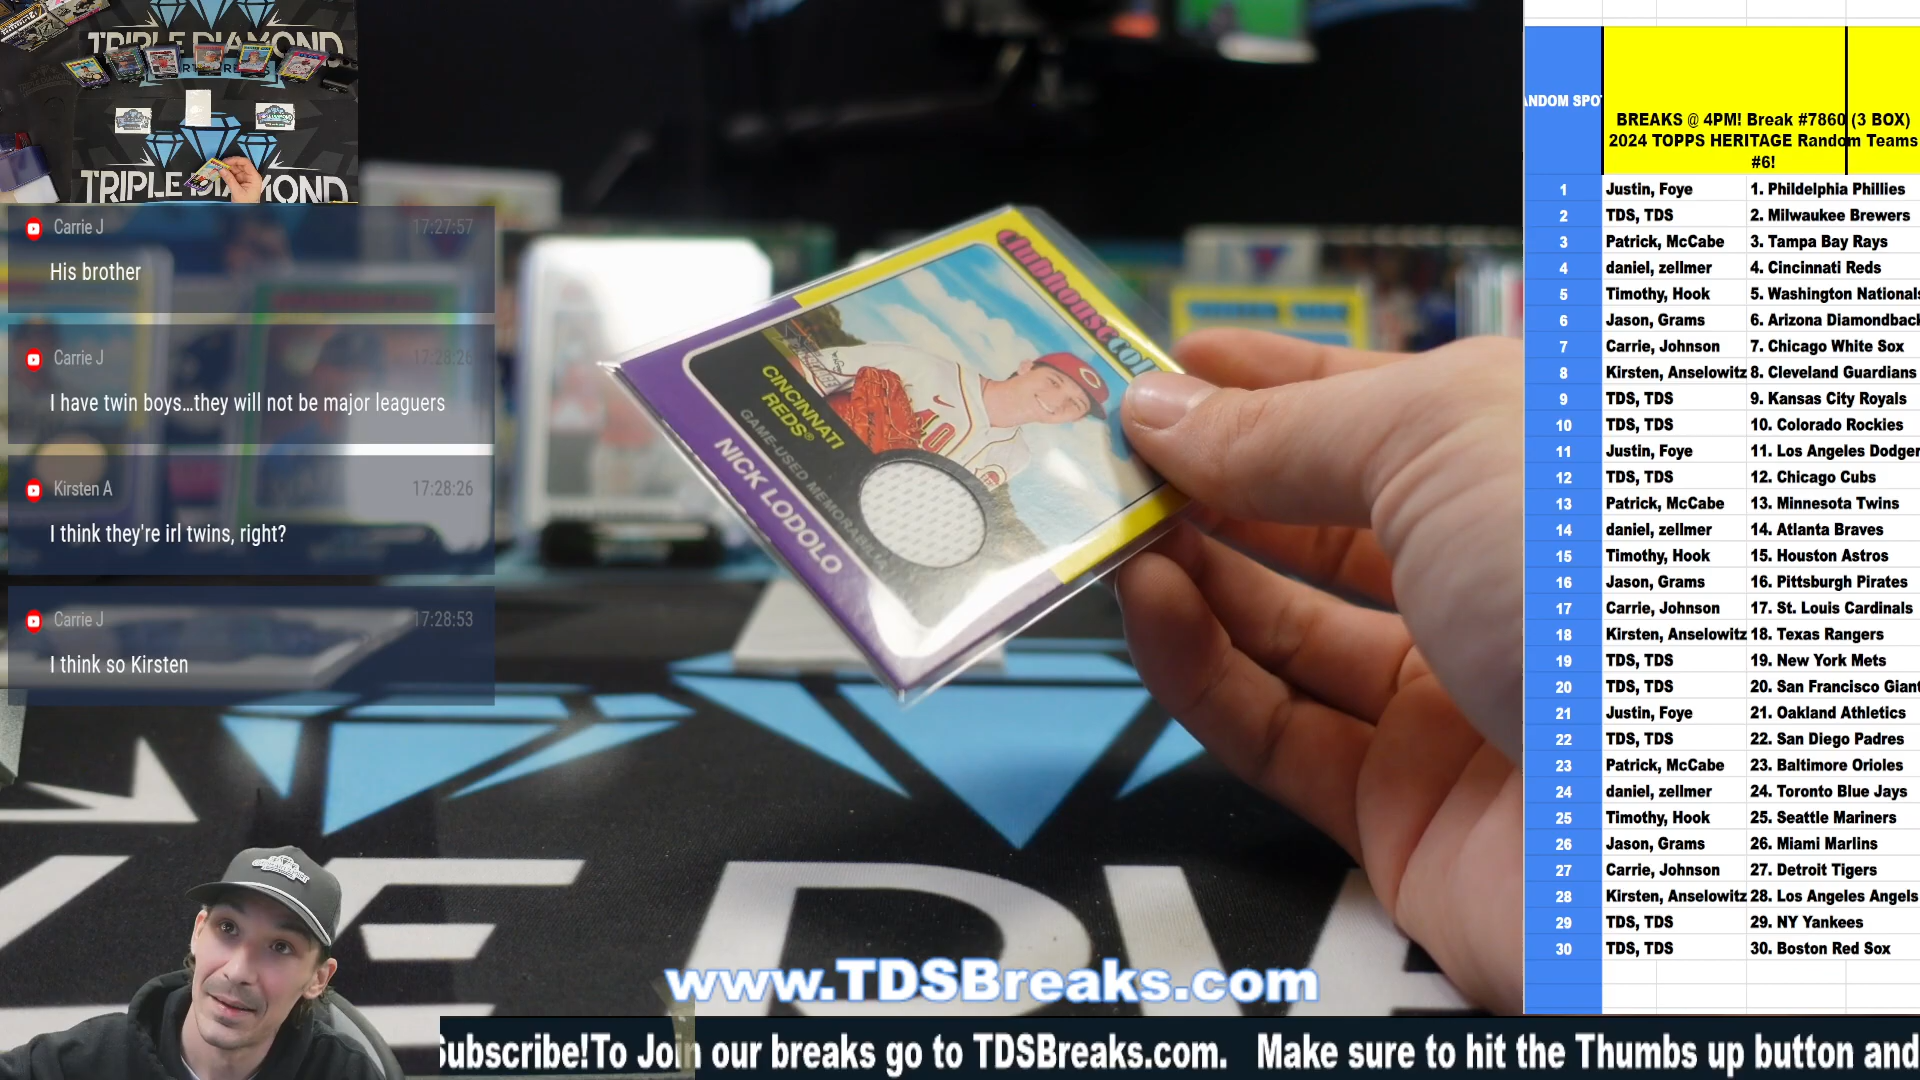 TRIPLE DIAMOND
TRIPLE DIAMOND
Carrie J 17:27:57
His brother
Carrie J 17:28:26
I have twin boys...they will not be major leaguers
Kirsten A 17:28:26
I think they're irl twins, right?
Carrie J 17:28:53
I think so Kirsten
clubhouse
CINCINNATI
REDS®
GAME-USED MEMORABILIA
NICK LODOLO
www.TDSBreaks.com
Subscribe!To Join our breaks go to TDSBreaks.com. Make sure to hit the Thumbs up button and
ANDOM SPO
BREAKS @ 4PM! Break #7860 (3 BOX)
2024 TOPPS HERITAGE Random Teams
#6!
1 Justin, Foye 1. Phildelphia Phillies
2 TDS, TDS 2. Milwaukee Brewers
3 Patrick, McCabe 3. Tampa Bay Rays
4 daniel, zellmer 4. Cincinnati Reds
5 Timothy, Hook 5. Washington Nationals
6 Jason, Grams 6. Arizona Diamondback
7 Carrie, Johnson 7. Chicago White Sox
8 Kirsten, Anselowitz 8. Cleveland Guardians
9 TDS, TDS 9. Kansas City Royals
10 TDS, TDS 10. Colorado Rockies
11 Justin, Foye 11. Los Angeles Dodger
12 TDS, TDS 12. Chicago Cubs
13 Patrick, McCabe 13. Minnesota Twins
14 daniel, zellmer 14. Atlanta Braves
15 Timothy, Hook 15. Houston Astros
16 Jason, Grams 16. Pittsburgh Pirates
17 Carrie, Johnson 17. St. Louis Cardinals
18 Kirsten, Anselowitz 18. Texas Rangers
19 TDS, TDS 19. New York Mets
20 TDS, TDS 20. San Francisco Giant
21 Justin, Foye 21. Oakland Athletics
22 TDS, TDS 22. San Diego Padres
23 Patrick, McCabe 23. Baltimore Orioles
24 daniel, zellmer 24. Toronto Blue Jays
25 Timothy, Hook 25. Seattle Mariners
26 Jason, Grams 26. Miami Marlins
27 Carrie, Johnson 27. Detroit Tigers
28 Kirsten, Anselowitz 28. Los Angeles Angels
29 TDS, TDS 29. NY Yankees
30 TDS, TDS 30. Boston Red Sox